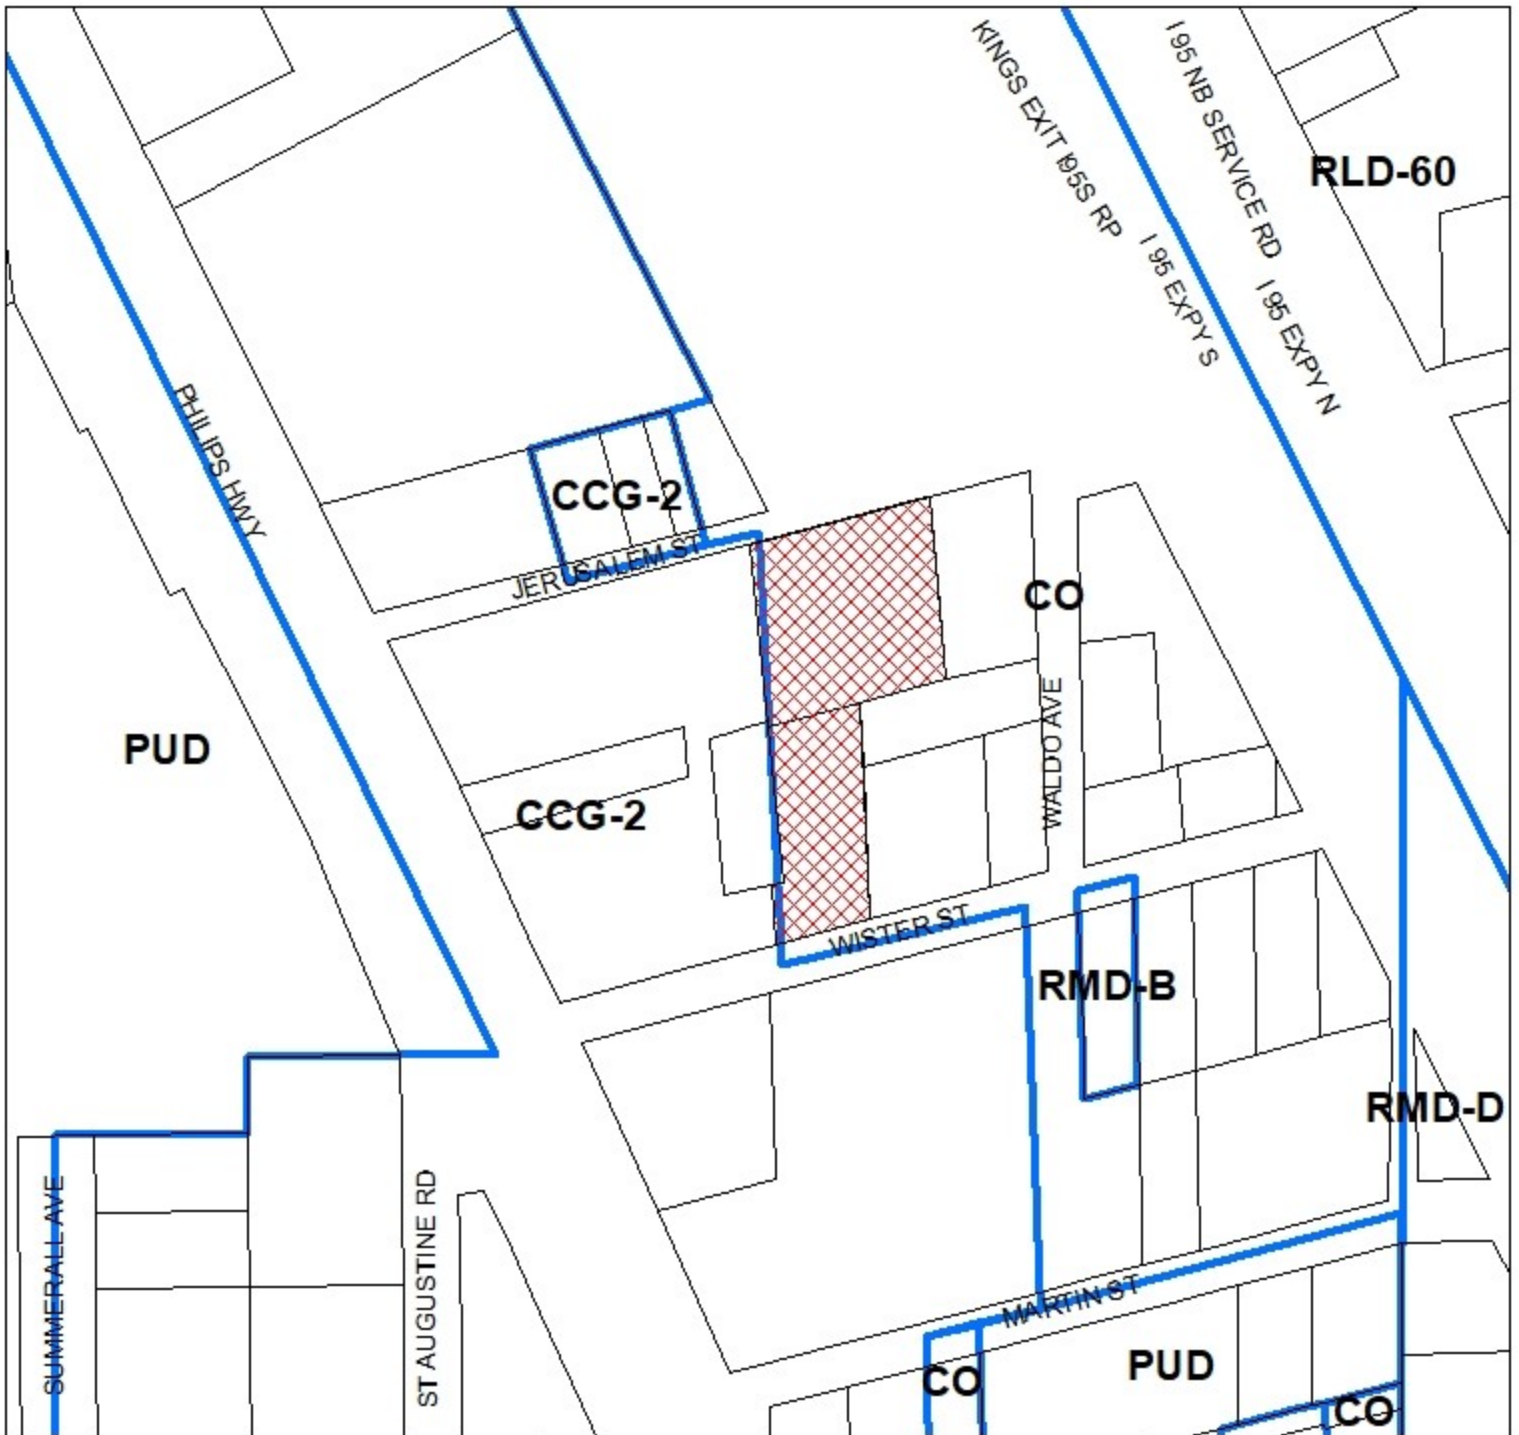 KINGS EXIT I95S RP
I 95 NB SERVICE RD
RLD-60
I 95 EXPY S
I 95 EXPY N
PHILIPS HWY
CCG-2
JERUSALEM ST
CO
PUD
WALDO AVE
CCG-2
WISTER ST
RMD-B
RMD-D
SUMMERALL AVE
ST AUGUSTINE RD
MARTIN ST
CO
PUD
CO